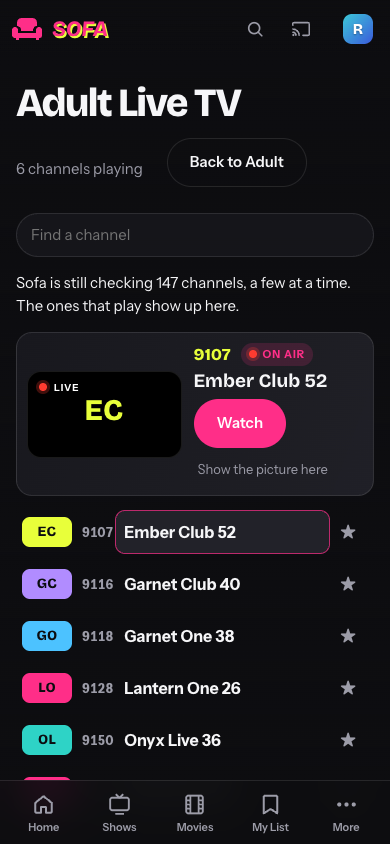 SOFA
R
Adult Live TV
6 channels playing
Back to Adult
Find a channel
Sofa is still checking 147 channels, a few at a time.
The ones that play show up here.
LIVE
EC
9107 ON AIR
Ember Club 52
Watch
Show the picture here
EC 9107 Ember Club 52
GC 9116 Garnet Club 40
GO 9118 Garnet One 38
LO 9128 Lantern One 26
OL 9150 Onyx Live 36
Home Shows Movies My List More